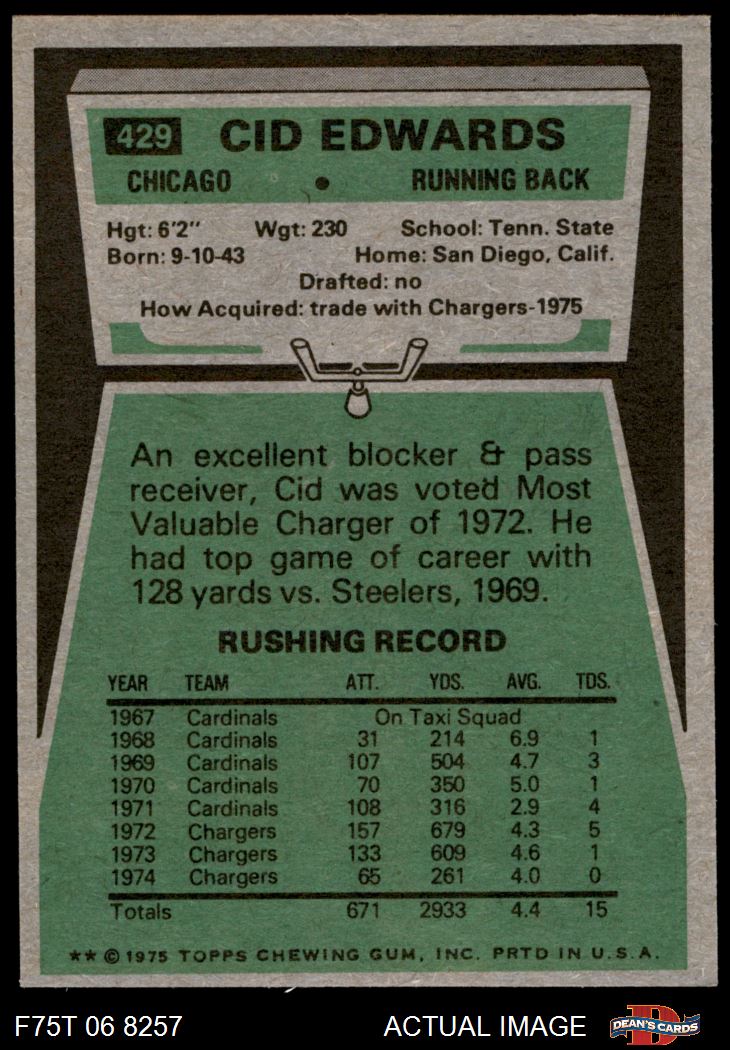 429 CID EDWARDS
CHICAGO • RUNNING BACK
Hgt: 6'2" Wgt: 230 School: Tenn. State
Born: 9-10-43 Home: San Diego, Calif.
Drafted: no
How Acquired: trade with Chargers-1975
An excellent blocker & pass
receiver, Cid was voted Most
Valuable Charger of 1972. He
had top game of career with
128 yards vs. Steelers, 1969.
RUSHING RECORD
YEAR TEAM ATT. YDS. AVG. TDS.
1967 Cardinals On Taxi Squad
1968 Cardinals 31 214 6.9 1
1969 Cardinals 107 504 4.7 3
1970 Cardinals 70 350 5.0 1
1971 Cardinals 108 316 2.9 4
1972 Chargers 157 679 4.3 5
1973 Chargers 133 609 4.6 1
1974 Chargers 65 261 4.0 0
Totals 671 2933 4.4 15
** © 1975 TOPPS CHEWING GUM, INC. PRTD IN U.S.A.
F75T 06 8257 ACTUAL IMAGE D DEAN'S CARDS